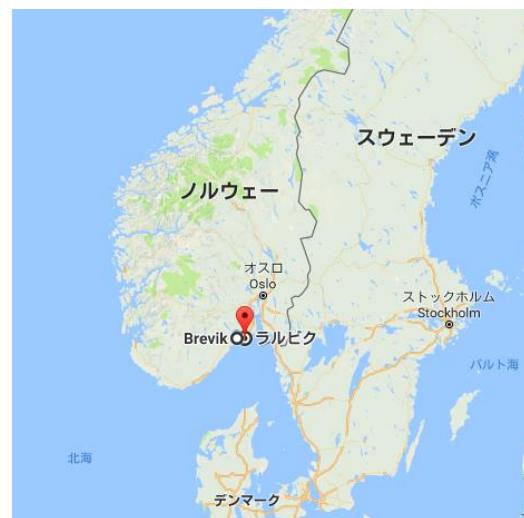 スウェーデン
ボスニア湾
ノルウェー
オスロ
Oslo
ストックホルム
Stockholm
Brevik
ラルビク
バルト海
北海
デンマーク